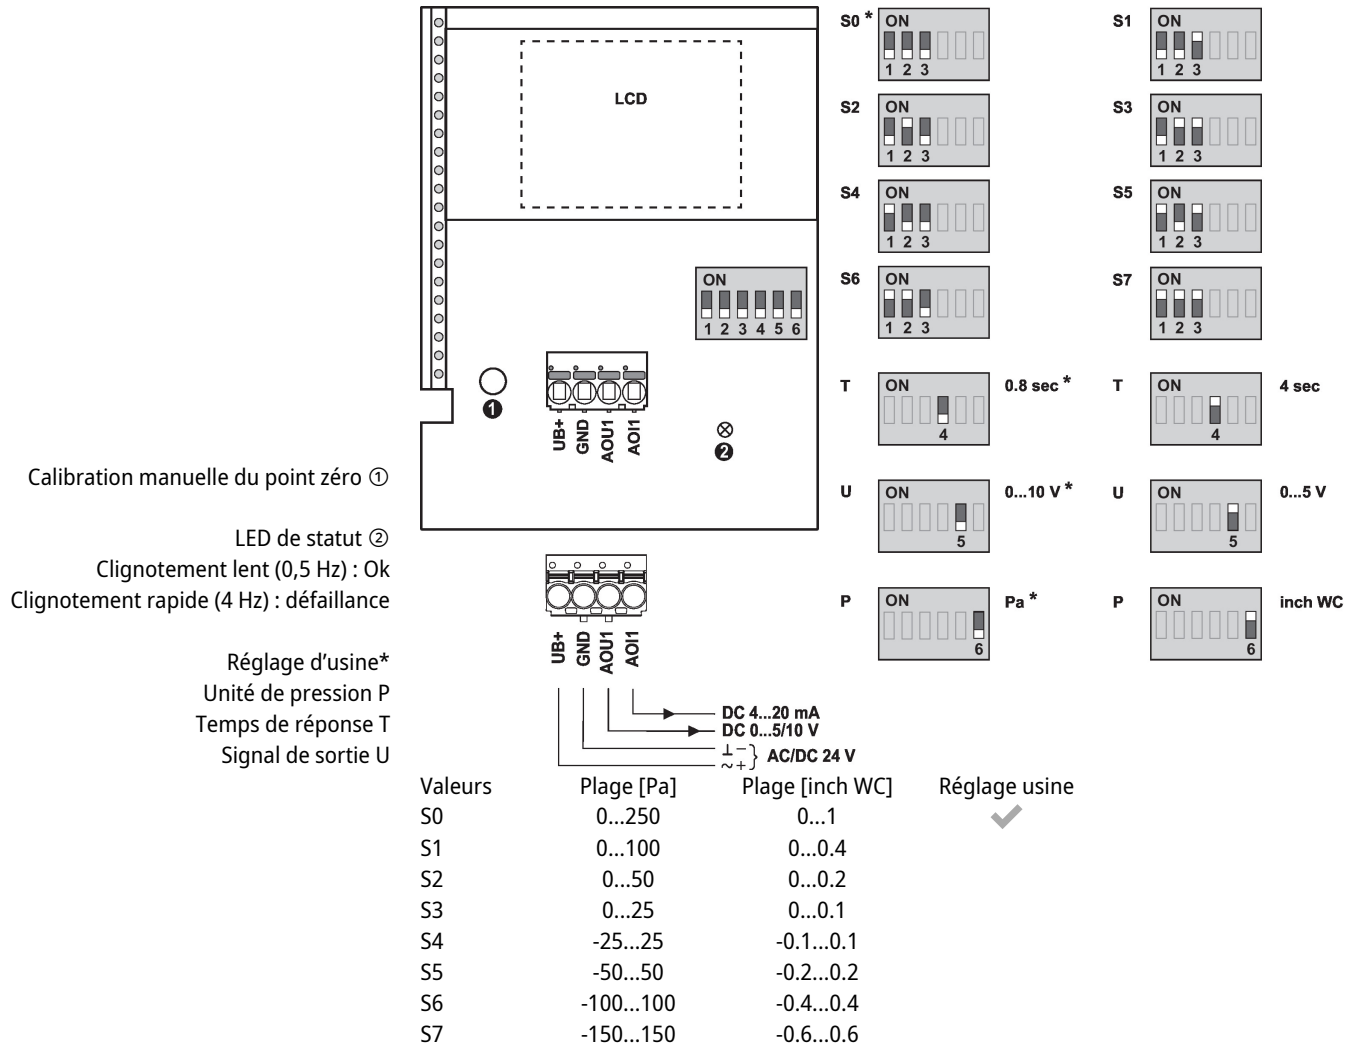 LCD
ON
1 2 3 4 5 6
❶
UB+
GND
AOU1
AOI1
❷
S0 *
ON
1 2 3
S1
ON
1 2 3
S2
ON
1 2 3
S3
ON
1 2 3
S4
ON
1 2 3
S5
ON
1 2 3
S6
ON
1 2 3
S7
ON
1 2 3
T
ON
4
0.8 sec *
T
ON
4
4 sec
U
ON
5
0...10 V *
U
ON
5
0...5 V
P
ON
6
Pa *
P
ON
6
inch WC
Calibration manuelle du point zéro ①
LED de statut ②
Clignotement lent (0,5 Hz) : Ok
Clignotement rapide (4 Hz) : défaillance
Réglage d’usine*
Unité de pression P
Temps de réponse T
Signal de sortie U
UB+
GND
AOU1
AOI1
DC 4...20 mA
DC 0...5/10 V
⊥ −
~ +
} AC/DC 24 V
Valeurs Plage [Pa] Plage [inch WC] Réglage usine
S0 0...250 0...1 ✔
S1 0...100 0...0.4
S2 0...50 0...0.2
S3 0...25 0...0.1
S4 -25...25 -0.1...0.1
S5 -50...50 -0.2...0.2
S6 -100...100 -0.4...0.4
S7 -150...150 -0.6...0.6